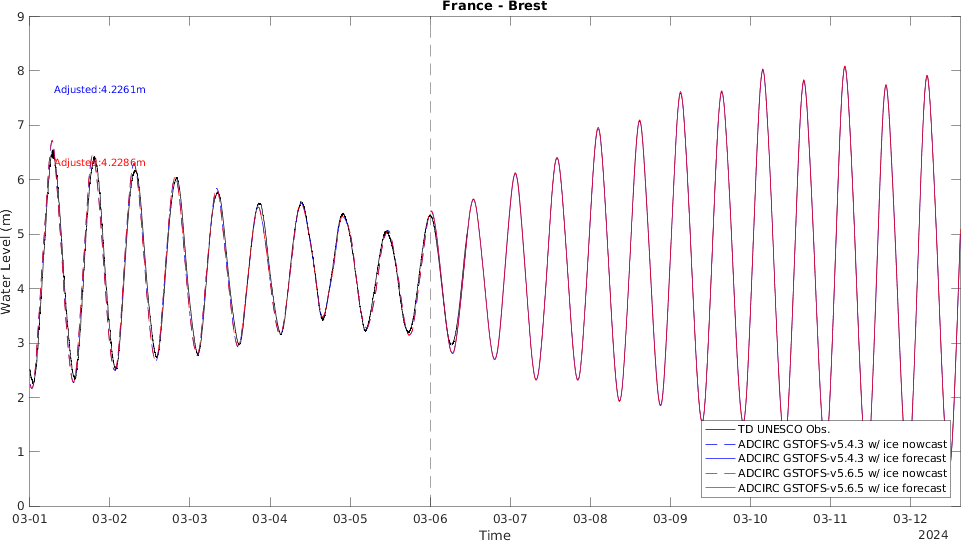 France - Brest
9
8
7
6
5
4
3
2
1
0
Water Level (m)
Adjusted:4.2261m
Adjusted:4.2286m
TD UNESCO Obs.
ADCIRC GSTOFS-v5.4.3 w/ ice nowcast
ADCIRC GSTOFS-v5.4.3 w/ ice forecast
ADCIRC GSTOFS-v5.6.5 w/ ice nowcast
ADCIRC GSTOFS-v5.6.5 w/ ice forecast
03-01 03-02 03-03 03-04 03-05 03-06 03-07 03-08 03-09 03-10 03-11 03-12
Time
2024